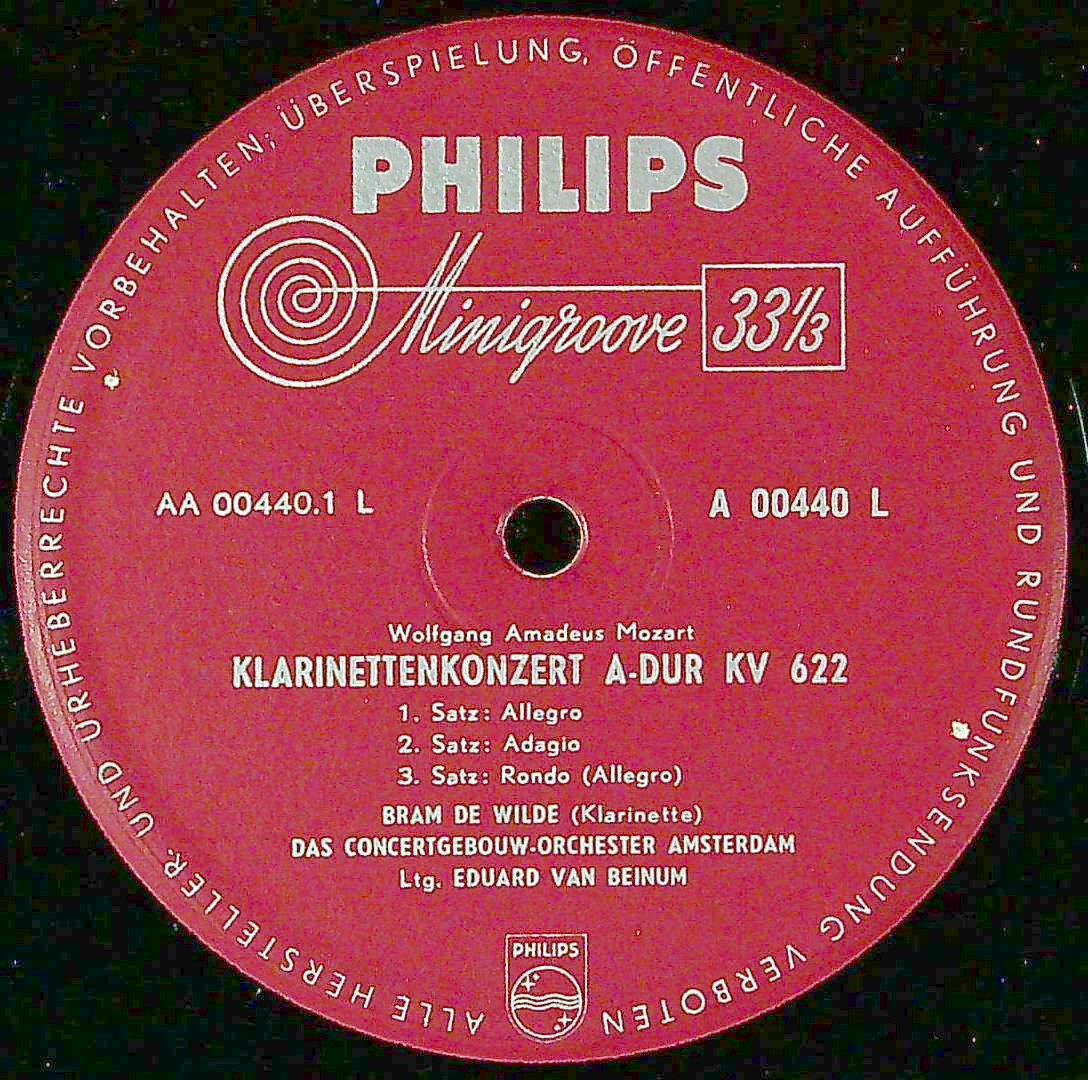 ALLE HERSTELLER- UND URHEBERRECHTE VORBEHALTEN; ÜBERSPIELUNG, ÖFFENTLICHE AUFFÜHRUNG UND RUNDFUNKSENDUNG VERBOTEN
PHILIPS
Minigroove 33 1/3
AA 00440.1 L
A 00440 L
Wolfgang Amadeus Mozart
KLARINETTENKONZERT A-DUR KV 622
1. Satz: Allegro
2. Satz: Adagio
3. Satz: Rondo (Allegro)
BRAM DE WILDE (Klarinette)
DAS CONCERTGEBOUW-ORCHESTER AMSTERDAM
Ltg. EDUARD VAN BEINUM
PHILIPS